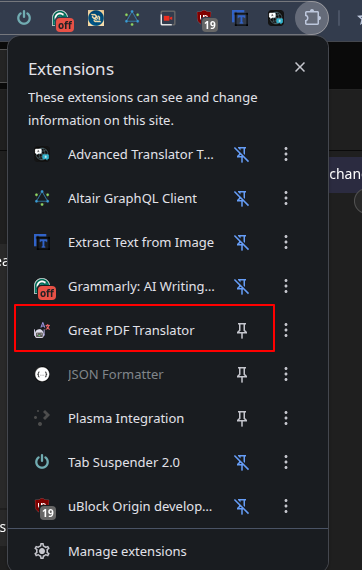 off
19
Extensions
These extensions can see and change
information on this site.
Advanced Translator T...
chan
Altair GraphQL Client
Extract Text from Image
Grammarly: AI Writing...
off
Great PDF Translator
JSON Formatter
Plasma Integration
Tab Suspender 2.0
uBlock Origin develop...
19
Manage extensions